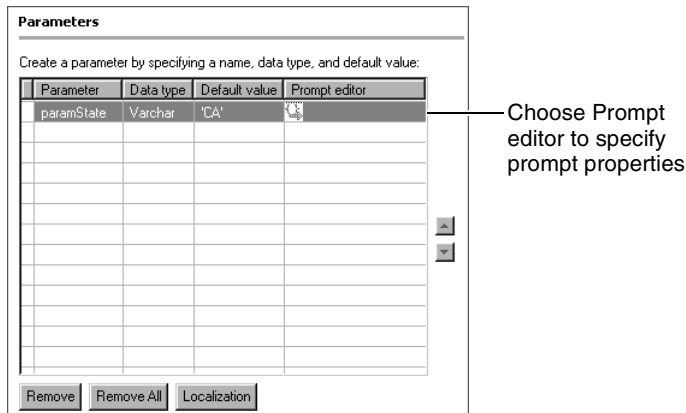 Parameters
Create a parameter by specifying a name, data type, and default value:
Parameter Data type Default value Prompt editor
paramState Varchar 'CA'
Choose Prompt
editor to specify
prompt properties
Remove Remove All Localization